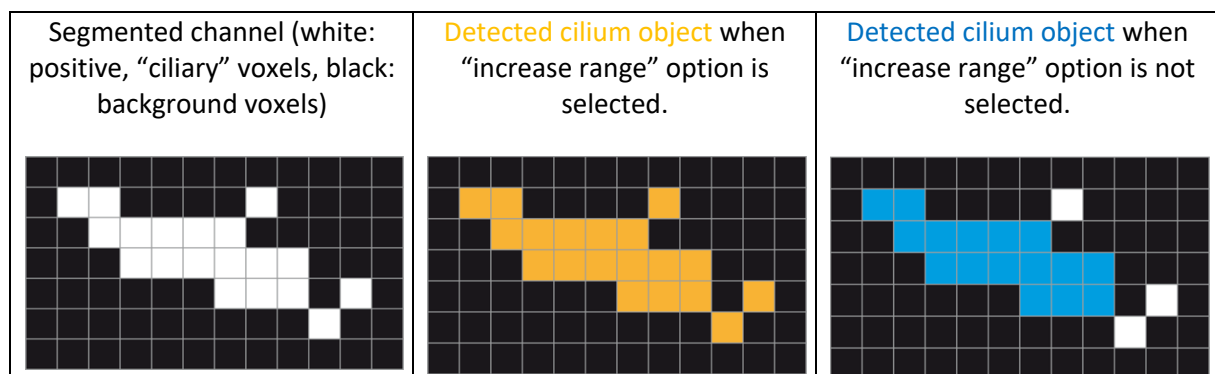 Segmented channel (white:
positive, “ciliary” voxels, black:
background voxels)
Detected cilium object when
“increase range” option is
selected.
Detected cilium object when
“increase range” option is not
selected.